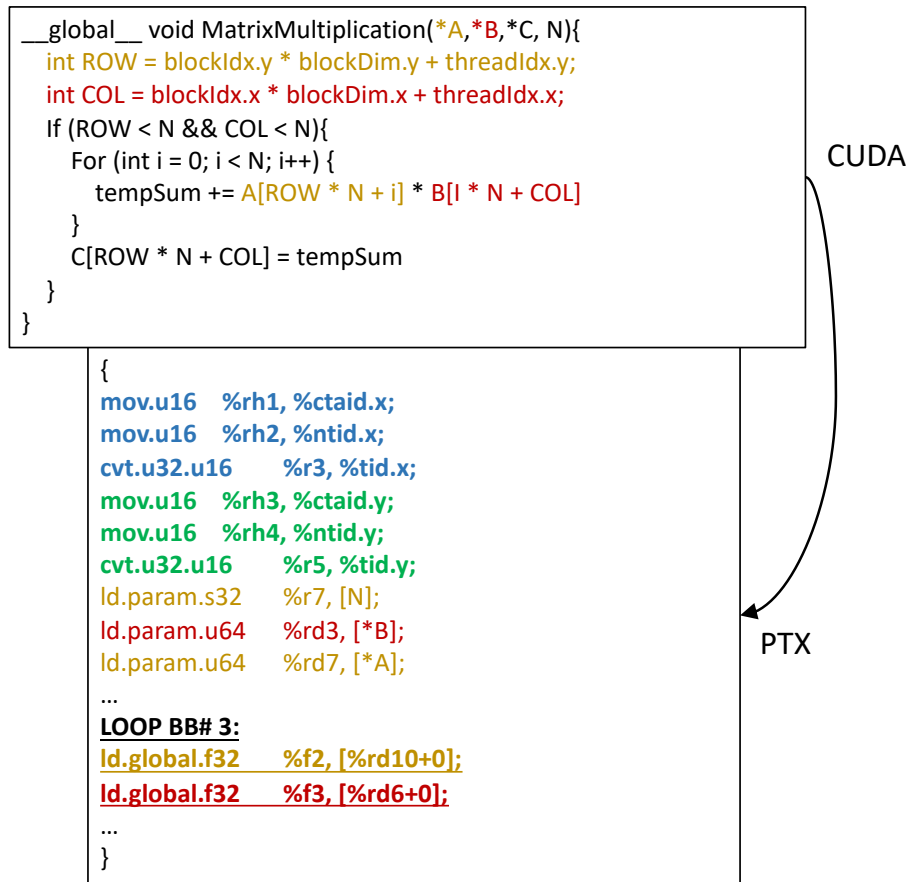 __global__ void MatrixMultiplication(*A,*B,*C, N){
int ROW = blockIdx.y * blockDim.y + threadIdx.y;
int COL = blockIdx.x * blockDim.x + threadIdx.x;
If (ROW < N && COL < N){
For (int i = 0; i < N; i++) {
tempSum += A[ROW * N + i] * B[I * N + COL]
}
C[ROW * N + COL] = tempSum
}
}
CUDA
{
mov.u16 %rh1, %ctaid.x;
mov.u16 %rh2, %ntid.x;
cvt.u32.u16 %r3, %tid.x;
mov.u16 %rh3, %ctaid.y;
mov.u16 %rh4, %ntid.y;
cvt.u32.u16 %r5, %tid.y;
ld.param.s32 %r7, [N];
ld.param.u64 %rd3, [*B];
ld.param.u64 %rd7, [*A];
...
LOOP BB# 3:
ld.global.f32 %f2, [%rd10+0];
ld.global.f32 %f3, [%rd6+0];
...
}
PTX